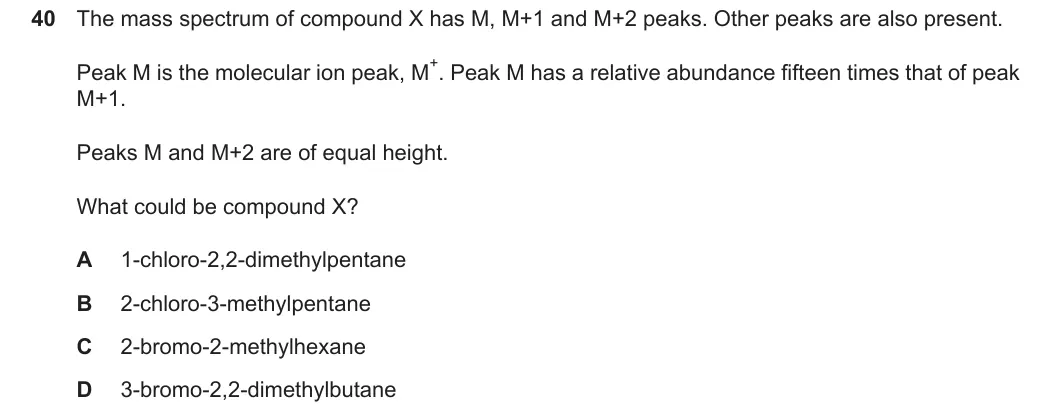 40 The mass spectrum of compound X has M, M+1 and M+2 peaks. Other peaks are also present.
Peak M is the molecular ion peak, M⁺. Peak M has a relative abundance fifteen times that of peak
M+1.
Peaks M and M+2 are of equal height.
What could be compound X?
A 1-chloro-2,2-dimethylpentane
B 2-chloro-3-methylpentane
C 2-bromo-2-methylhexane
D 3-bromo-2,2-dimethylbutane